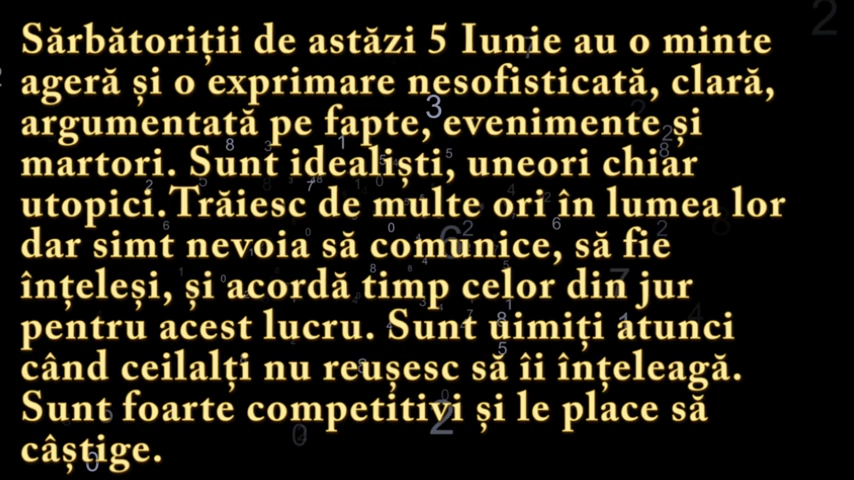 Sărbătoriții de astăzi 5 Iunie au o minte
ageră și o exprimare nesofisticată, clară,
argumentată pe fapte, evenimente și
martori. Sunt idealiști, uneori chiar
utopici.Trăiesc de multe ori în lumea lor
dar simt nevoia să comunice, să fie
înțeleși, și acordă timp celor din jur
pentru acest lucru. Sunt uimiți atunci
când ceilalți nu reușesc să îi înțeleagă.
Sunt foarte competitivi și le place să
câștige.